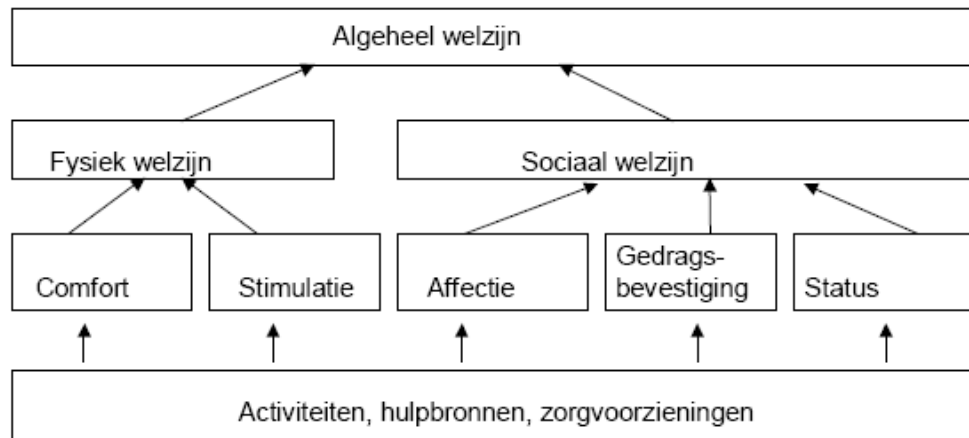 Algeheel welzijn
Fysiek welzijn
Sociaal welzijn
Comfort
Stimulatie
Affectie
Gedrags-
bevestiging
Status
Activiteiten, hulpbronnen, zorgvoorzieningen